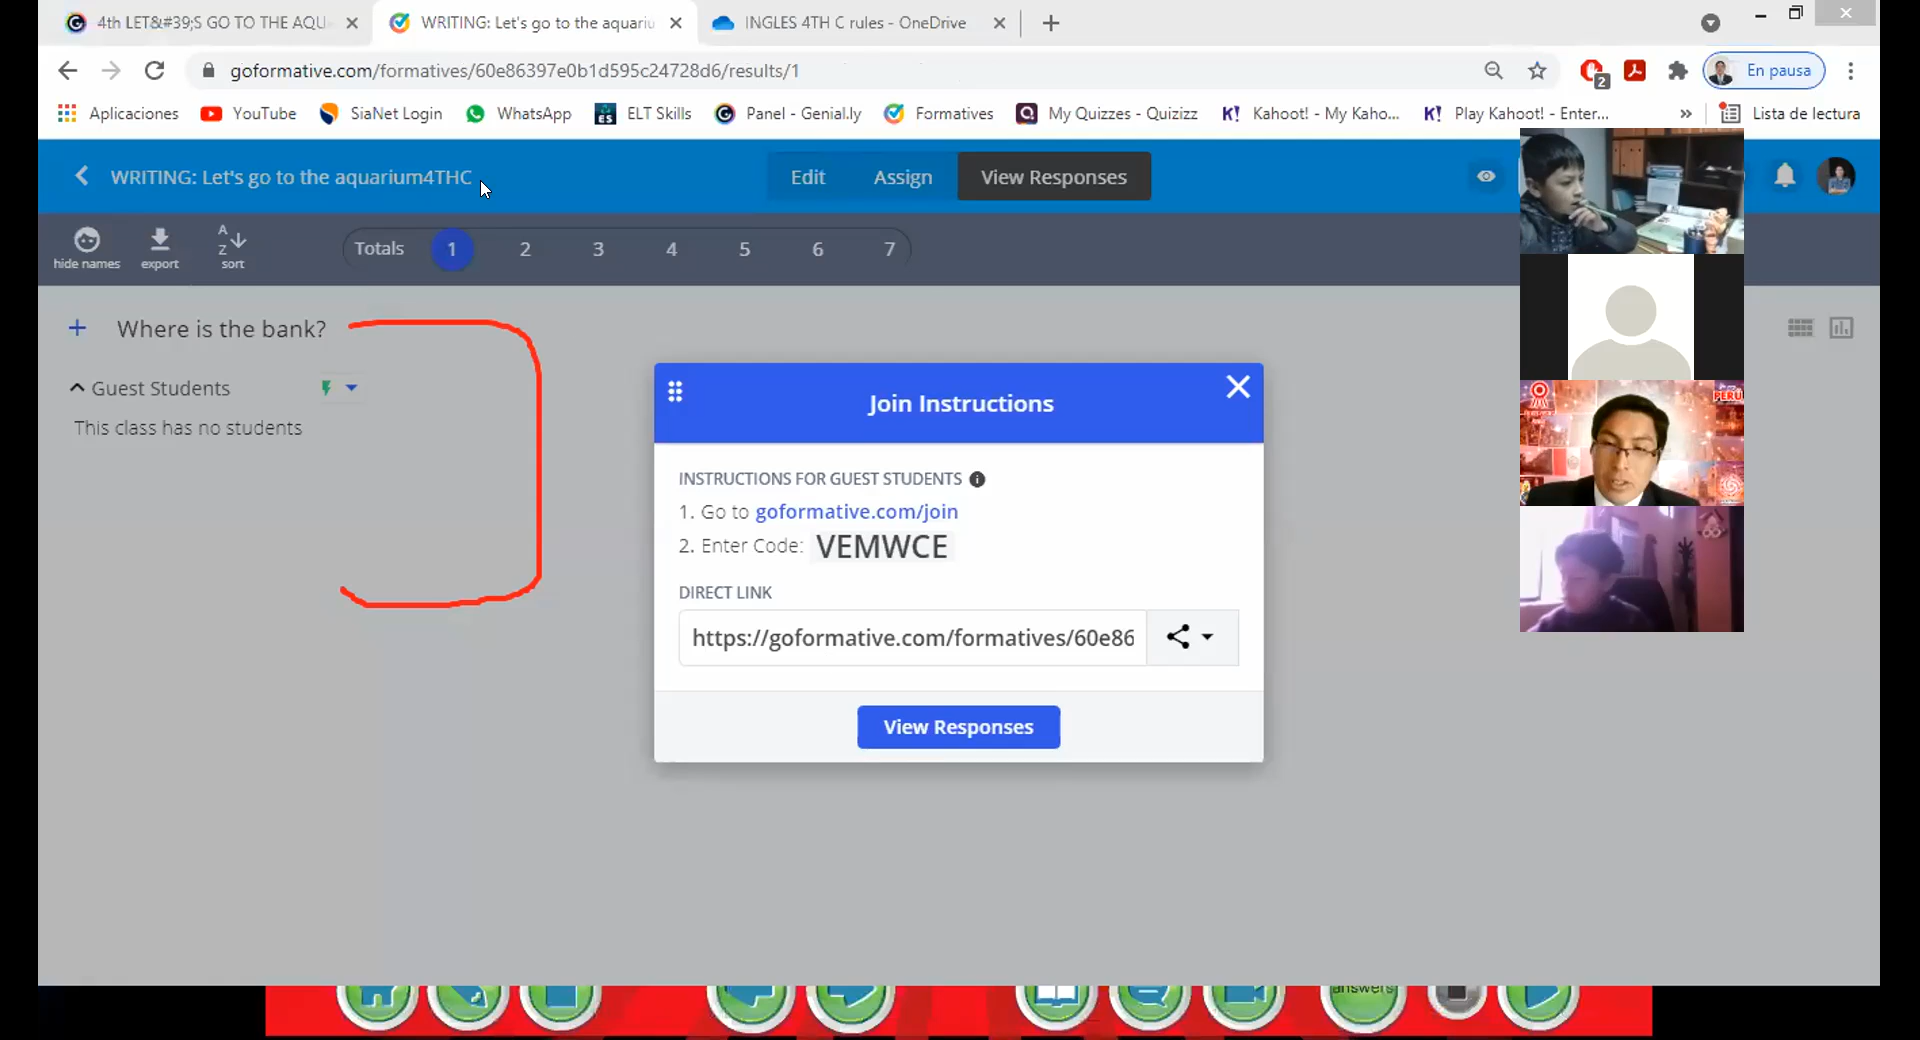 4th LET&#39;S GO TO THE AQU
WRITING: Let's go to the aquariu
INGLES 4TH C rules - OneDrive
goformative.com/formatives/60e86397e0b1d595c24728d6/results/1
2
En pausa
Aplicaciones
YouTube
SiaNet Login
WhatsApp
ES
ELT Skills
Panel - Genial.ly
Formatives
My Quizzes - Quizizz
K! Kahoot! - My Kaho...
K! Play Kahoot! - Enter...
»
Lista de lectura
WRITING: Let's go to the aquarium4THC
Edit
Assign
View Responses
hide names
export
A
Z
sort
Totals 1 2 3 4 5 6 7
Where is the bank?
Guest Students
This class has no students
Join Instructions
INSTRUCTIONS FOR GUEST STUDENTS
1. Go to goformative.com/join
2. Enter Code: VEMWCE
DIRECT LINK
https://goformative.com/formatives/60e86
View Responses
PERU
answers